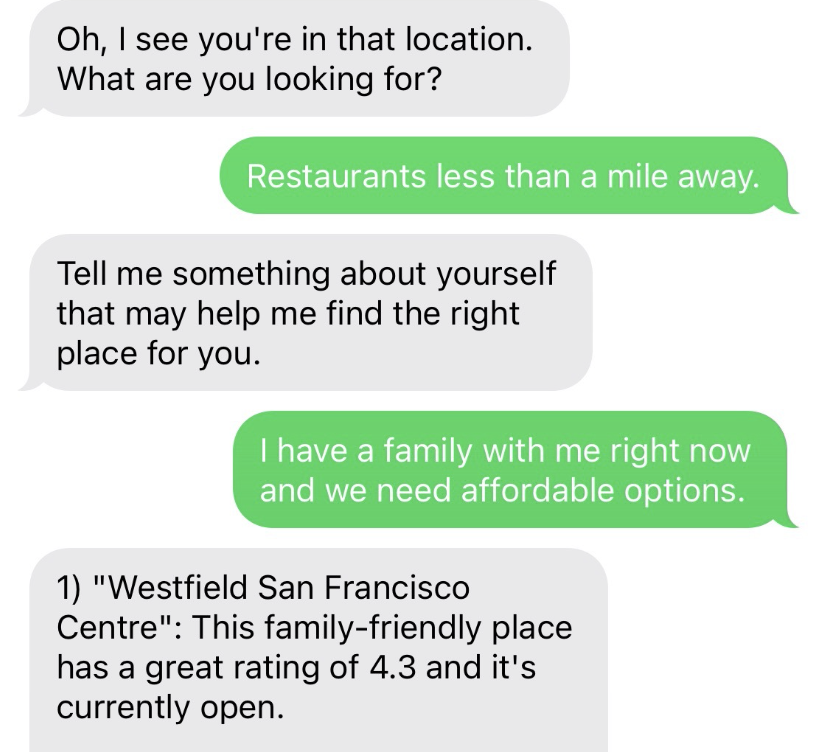 Oh, I see you're in that location.
What are you looking for?
Restaurants less than a mile away.
Tell me something about yourself
that may help me find the right
place for you.
I have a family with me right now
and we need affordable options.
1) "Westfield San Francisco
Centre": This family-friendly place
has a great rating of 4.3 and it's
currently open.